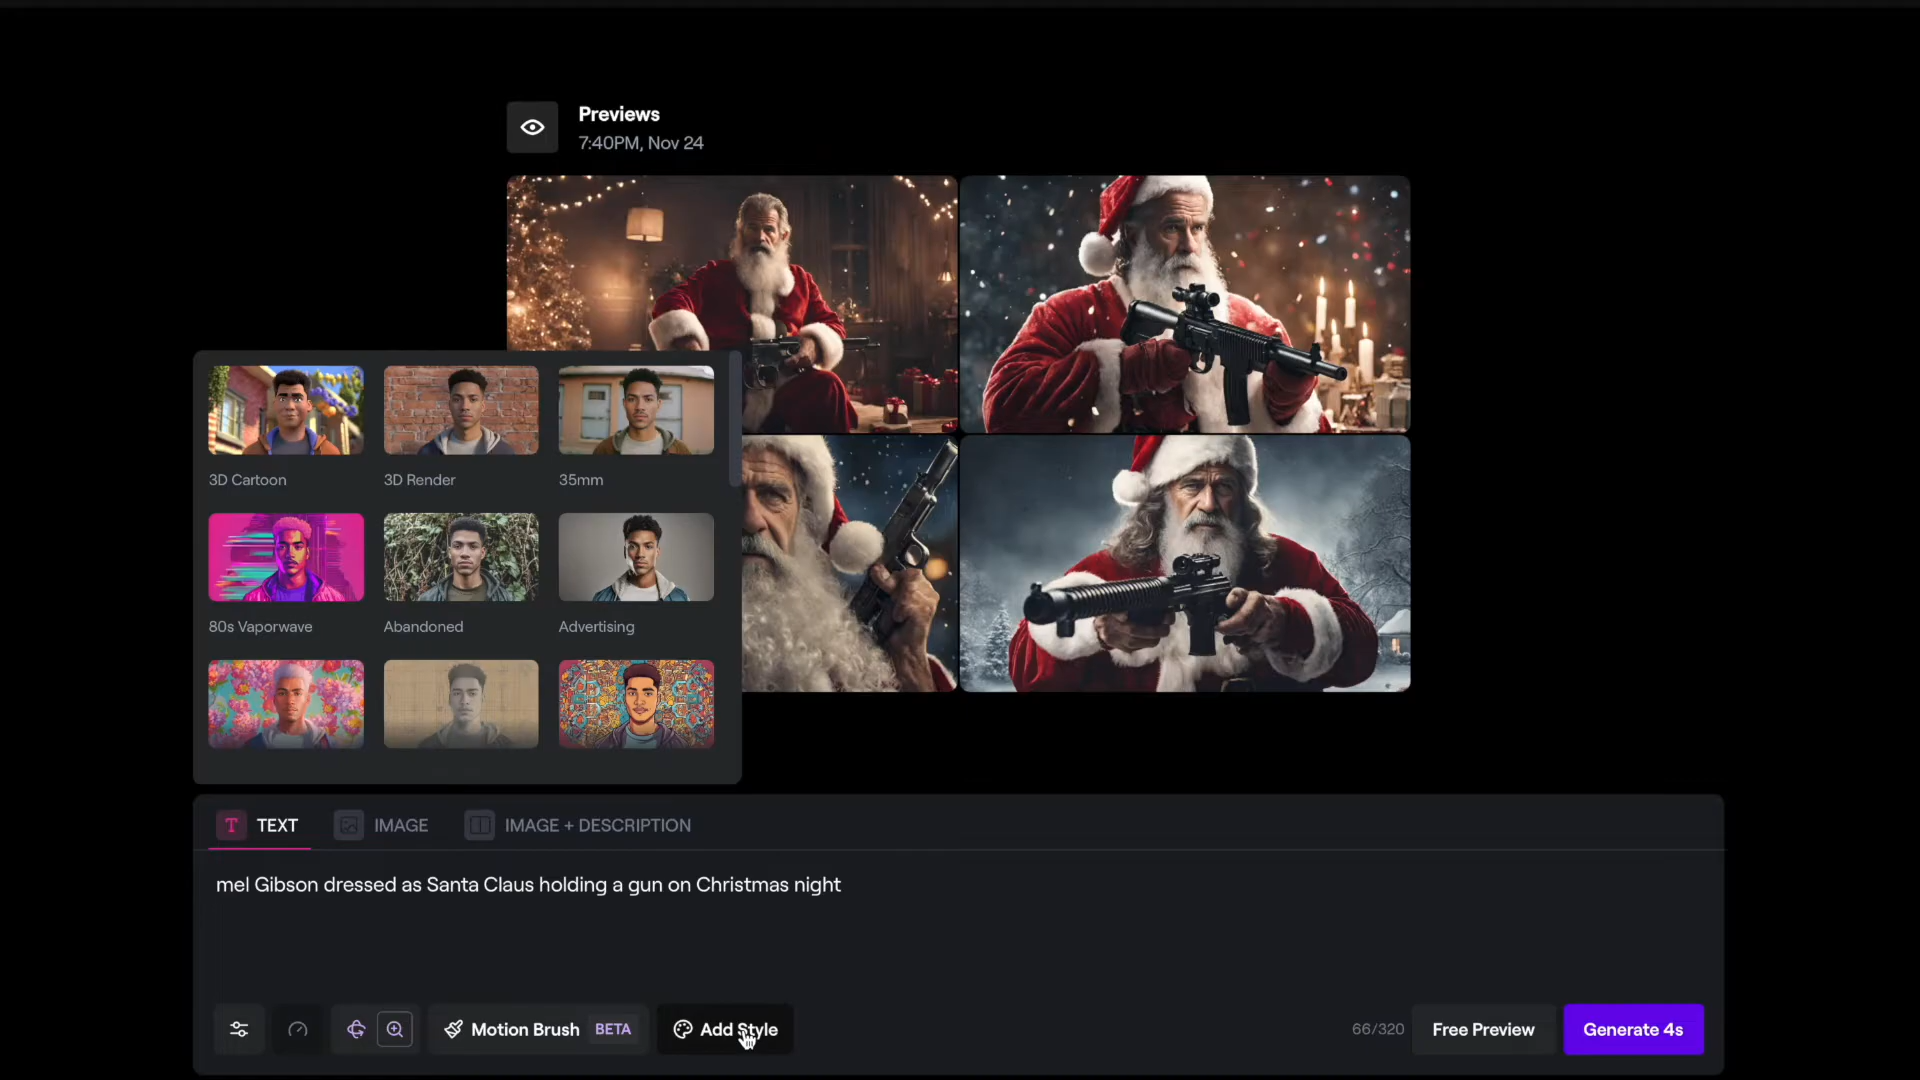 Previews
7:40PM, Nov 24
3D Cartoon
3D Render
35mm
80s Vaporwave
Abandoned
Advertising
T TEXT
IMAGE
IMAGE + DESCRIPTION
mel Gibson dressed as Santa Claus holding a gun on Christmas night
Motion Brush BETA
Add Style
66/320
Free Preview
Generate 4s